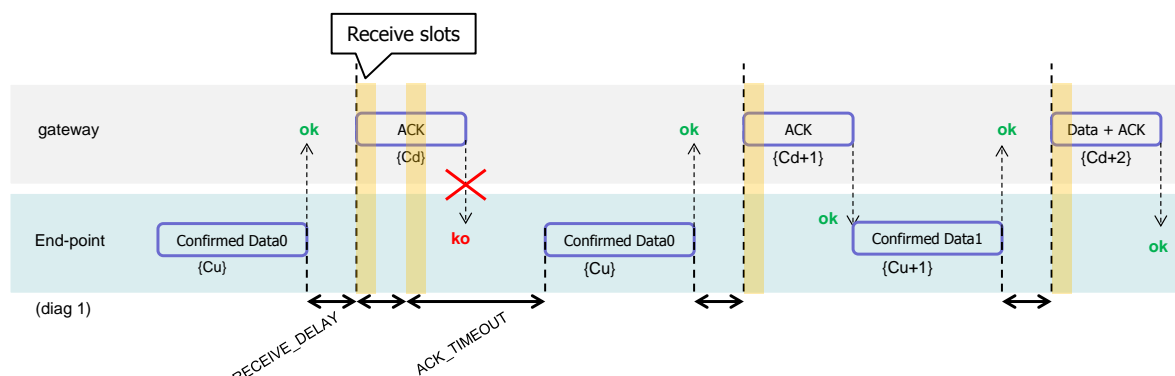 Receive slots
gateway
ok
ACK
{Cd}
ok
ACK
{Cd+1}
ok
Data + ACK
{Cd+2}
End-point
Confirmed Data0
{Cu}
ko
Confirmed Data0
{Cu}
ok
Confirmed Data1
{Cu+1}
ok
(diag 1)
RECEIVE_DELAY
ACK_TIMEOUT